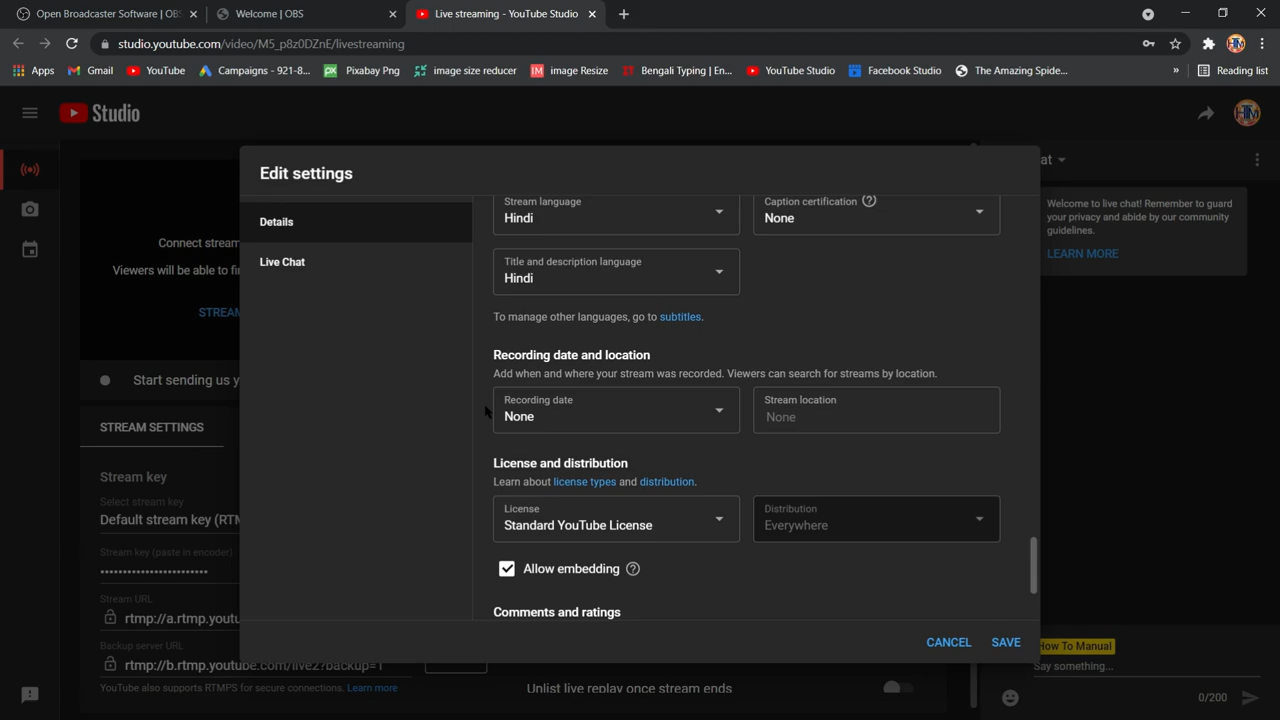 Open Broadcaster Software | OBS
Welcome | OBS
Live streaming - YouTube Studio
studio.youtube.com/video/M5_p8z0DZnE/livestreaming
Apps
Gmail
YouTube
Campaigns - 921-8...
Pixabay Png
image size reducer
IM image Resize
Bengali Typing | En...
YouTube Studio
Facebook Studio
The Amazing Spide...
»
Reading list
Studio
HTM
Edit settings
Details
Live Chat
Stream language
Hindi
Caption certification
None
Title and description language
Hindi
To manage other languages, go to subtitles.
Recording date and location
Add when and where your stream was recorded. Viewers can search for streams by location.
Recording date
None
Stream location
None
License and distribution
Learn about license types and distribution.
License
Standard YouTube License
Distribution
Everywhere
Allow embedding
Comments and ratings
CANCEL
SAVE
Connect stream
Viewers will be able to fi
STREA
Start sending us y
STREAM SETTINGS
Stream key
Select stream key
Default stream key (RTM
Stream key (paste in encoder)
Stream URL
rtmp://a.rtmp.youtu
Backup server URL
rtmp://b.rtmp.youtube.com/live2?backup=1
YouTube also supports RTMPS for secure connections. Learn more
Unlist live replay once stream ends
at
Welcome to live chat! Remember to guard
your privacy and abide by our community
guidelines.
LEARN MORE
How To Manual
Say something...
0/200